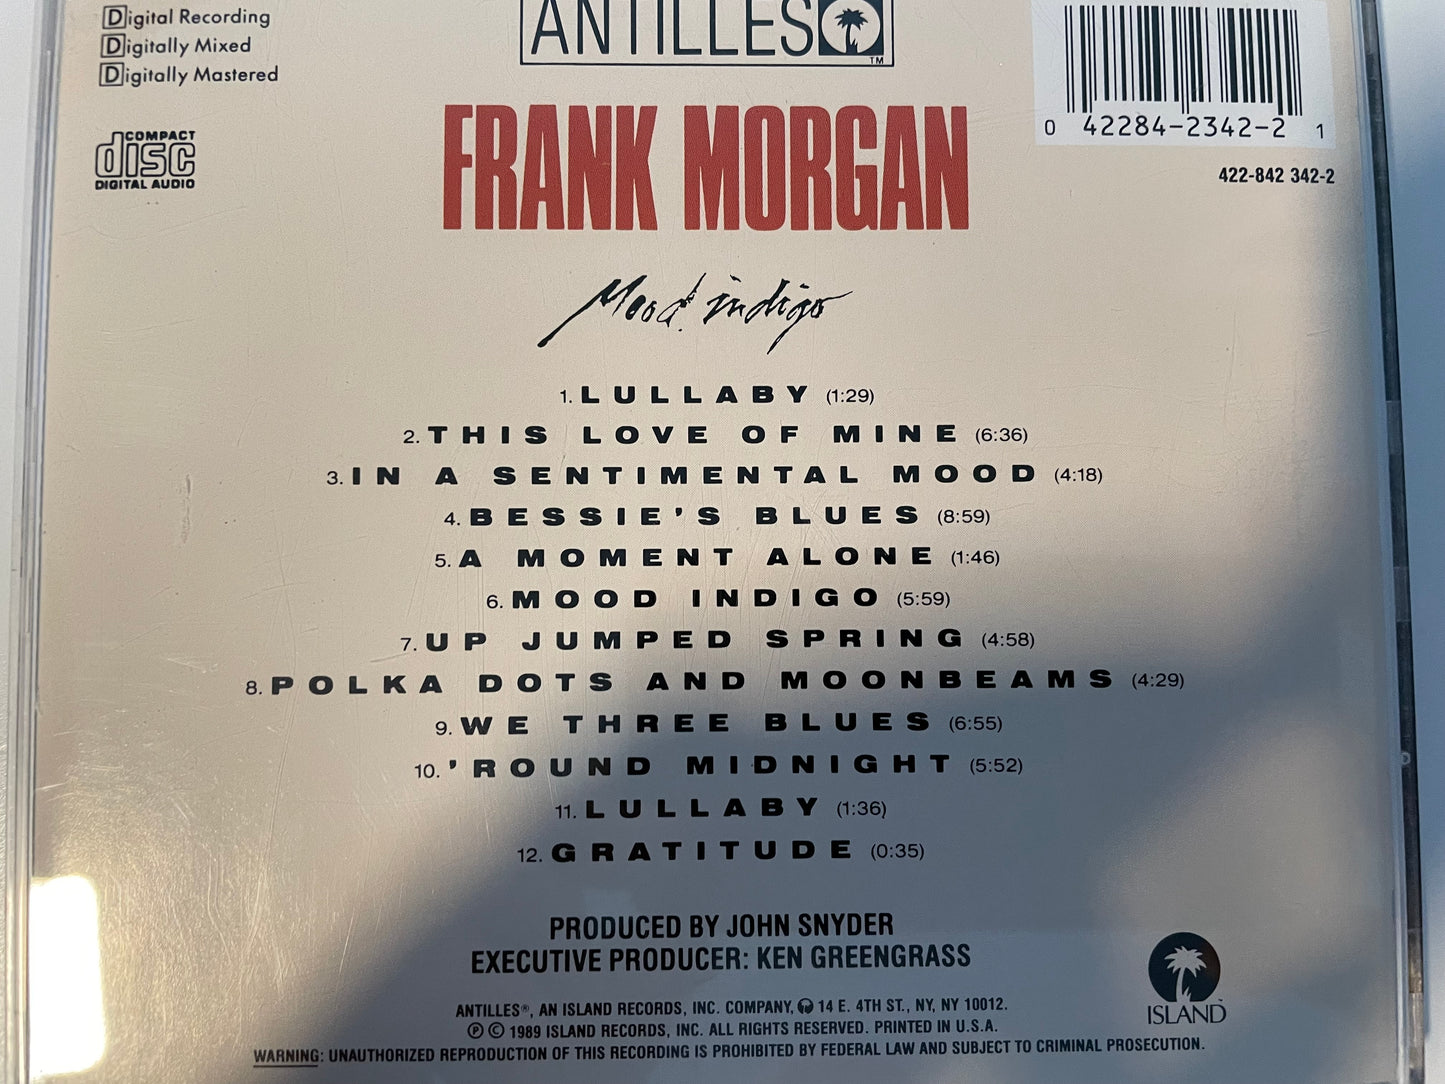 Digital Recording
Digitally Mixed
Digitally Mastered
COMPACT
disc
DIGITAL AUDIO
ANTILLES
TM
0 42284-2342-2 1
422-842 342-2
FRANK MORGAN
Mood indigo
1. LULLABY (1:29)
2. THIS LOVE OF MINE (6:36)
3. IN A SENTIMENTAL MOOD (4:18)
4. BESSIE'S BLUES (8:59)
5. A MOMENT ALONE (1:46)
6. MOOD INDIGO (5:59)
7. UP JUMPED SPRING (4:58)
8. POLKA DOTS AND MOONBEAMS (4:29)
9. WE THREE BLUES (6:55)
10. 'ROUND MIDNIGHT (5:52)
11. LULLABY (1:36)
12. GRATITUDE (0:35)
PRODUCED BY JOHN SNYDER
EXECUTIVE PRODUCER: KEN GREENGRASS
ANTILLES®, AN ISLAND RECORDS, INC. COMPANY, 14 E. 4TH ST., NY, NY 10012.
℗ © 1989 ISLAND RECORDS, INC. ALL RIGHTS RESERVED. PRINTED IN U.S.A.
WARNING: UNAUTHORIZED REPRODUCTION OF THIS RECORDING IS PROHIBITED BY FEDERAL LAW AND SUBJECT TO CRIMINAL PROSECUTION.
ISLAND™